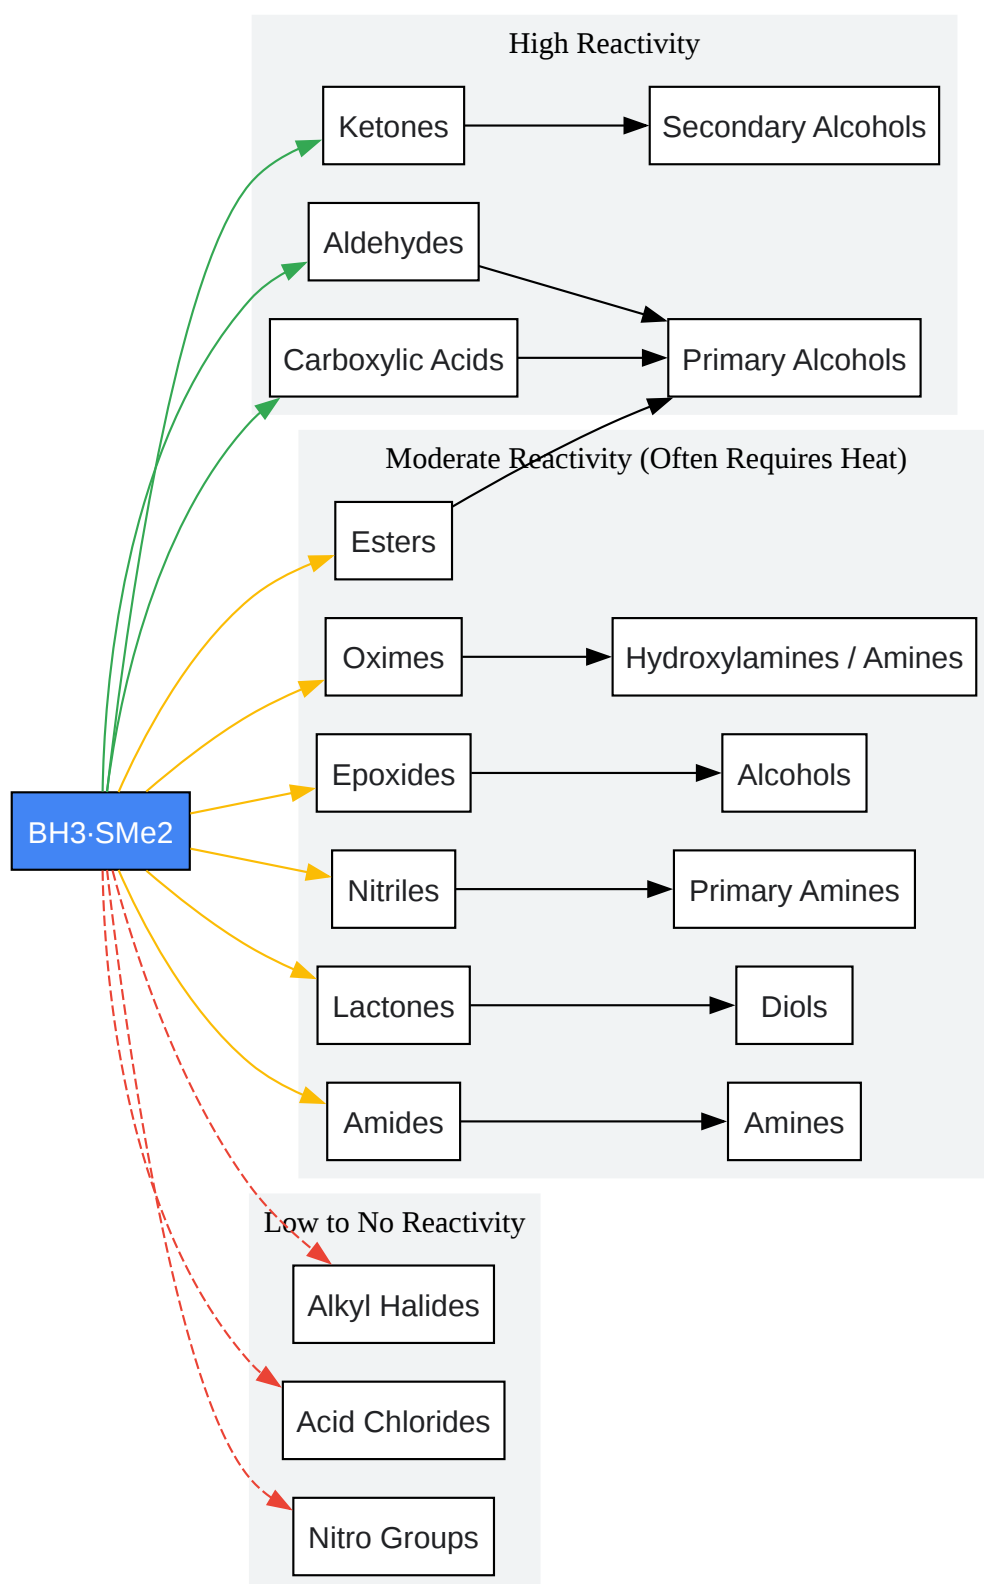 High Reactivity
Ketones
Secondary Alcohols
Aldehydes
Carboxylic Acids
Primary Alcohols
Moderate Reactivity (Often Requires Heat)
Esters
Oximes
Hydroxylamines / Amines
Epoxides
Alcohols
BH3·SMe2
Nitriles
Primary Amines
Lactones
Diols
Amides
Amines
Low to No Reactivity
Alkyl Halides
Acid Chlorides
Nitro Groups